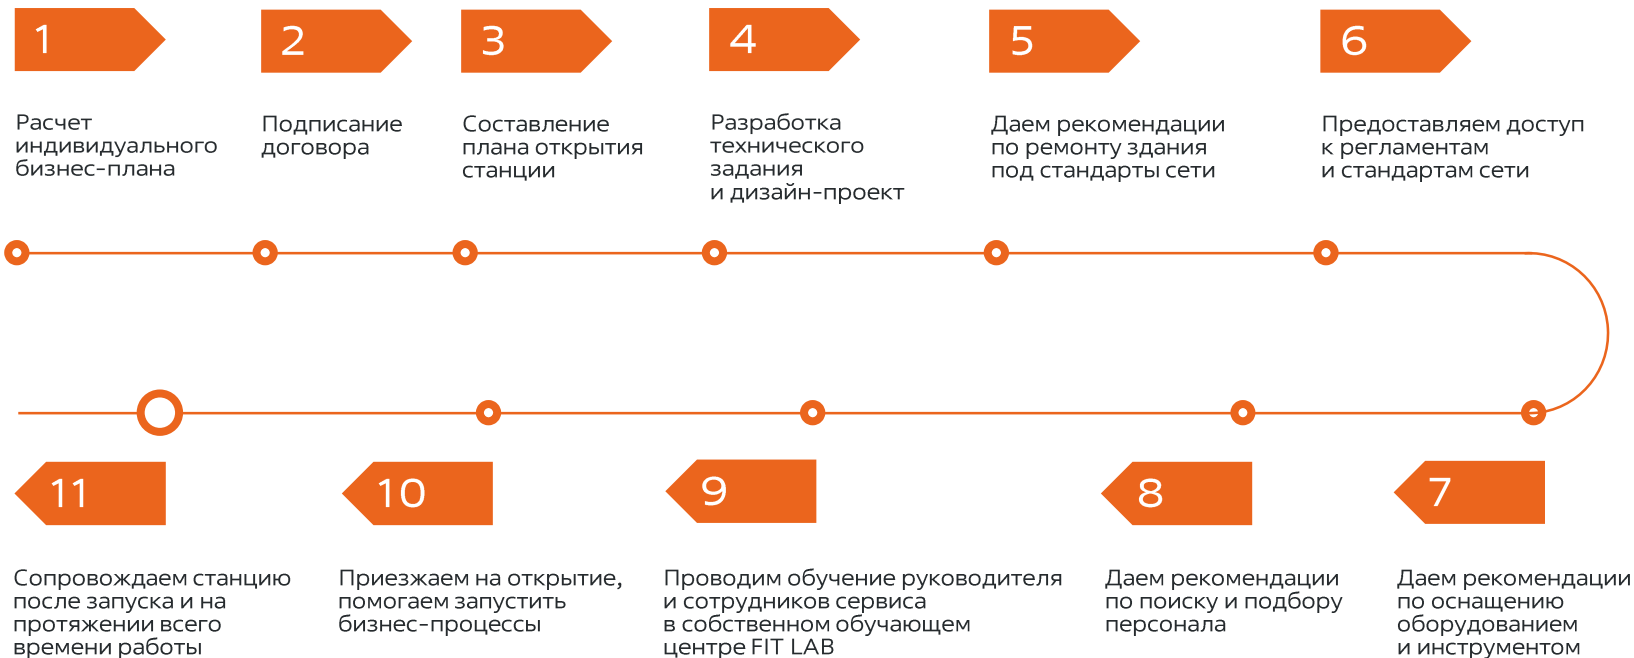 1
Расчет
индивидуального
бизнес-плана
2
Подписание
договора
3
Составление
плана открытия
станции
4
Разработка
технического
задания
и дизайн-проект
5
Даем рекомендации
по ремонту здания
под стандарты сети
6
Предоставляем доступ
к регламентам
и стандартам сети
7
Даем рекомендации
по оснащению
оборудованием
и инструментом
8
Даем рекомендации
по поиску и подбору
персонала
9
Проводим обучение руководителя
и сотрудников сервиса
в собственном обучающем
центре FIT LAB
10
Приезжаем на открытие,
помогаем запустить
бизнес-процессы
11
Сопровождаем станцию
после запуска и на
протяжении всего
времени работы